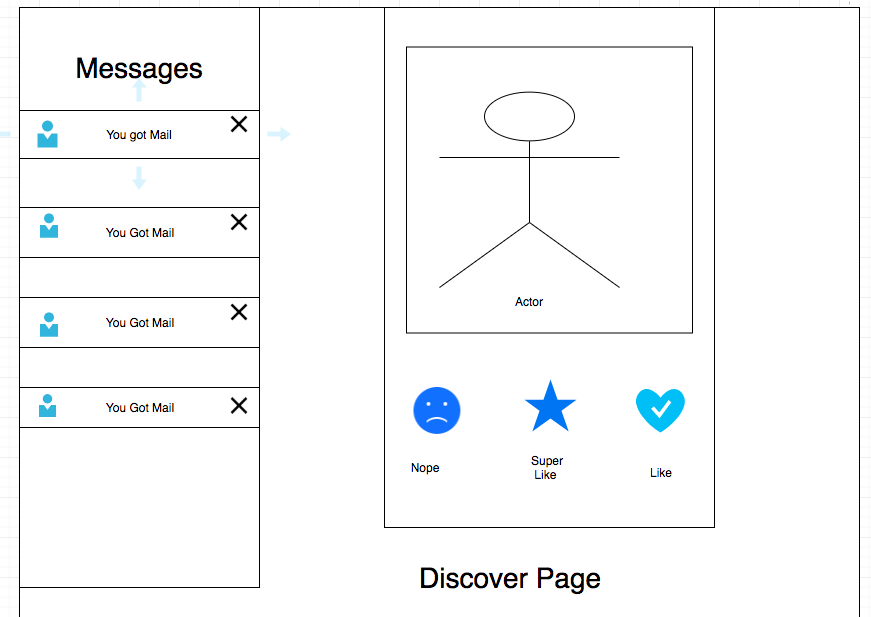 Messages
You got Mail
You Got Mail
You Got Mail
You Got Mail
Actor
Nope
Super
Like
Like
Discover Page